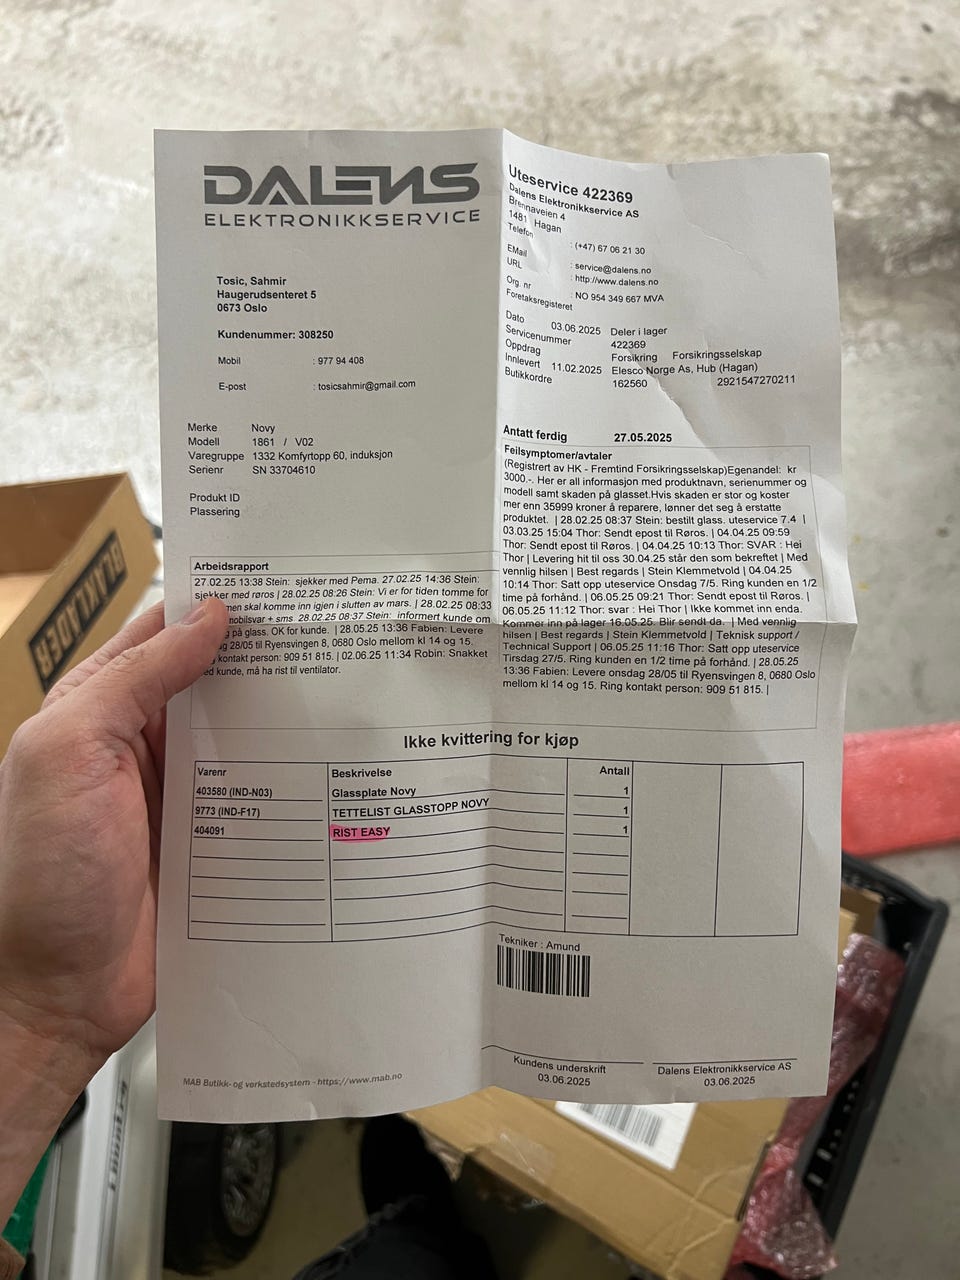 DALENS
ELEKTRONIKKSERVICE
Tosic, Sahmir
Haugerudsenteret 5
0673 Oslo
Kundenummer: 308250
Mobil : 977 94 408
E-post : tosicsahmir@gmail.com
Merke Novy
Modell 1861 / V02
Varegruppe 1332 Komfyrtopp 60, induksjon
Serienr SN 33704610
Produkt ID
Plassering
Uteservice 422369
Dalens Elektronikkservice AS
Brennaveien 4
1481 Hagan
Telefon : (+47) 67 06 21 30
EMail : service@dalens.no
URL : http://www.dalens.no
Org. nr : NO 954 349 667 MVA
Foretaksregisteret
Dato 03.06.2025 Deler i lager
Servicenummer 422369
Oppdrag Forsikring Forsikringsselskap
Innlevert 11.02.2025 Elesco Norge As, Hub (Hagan)
Butikkordre 162560 2921547270211
Antatt ferdig 27.05.2025
Feilsymptomer/avtaler
(Registrert av HK - Fremtind Forsikringsselskap)Egenandel: kr
3000.-. Her er all informasjon med produktnavn, serienummer og
modell samt skaden på glasset.Hvis skaden er stor og koster
mer enn 35999 kroner å reparere, lønner det seg å erstatte
produktet. | 28.02.25 08:37 Stein: bestilt glass. uteservice 7.4 |
03.03.25 15:04 Thor: Sendt epost til Røros. | 04.04.25 09:59
Thor: Sendt epost til Røros. | 04.04.25 10:13 Thor: SVAR : Hei
Thor | Levering hit til oss 30.04.25 står den som bekreftet | Med
vennlig hilsen | Best regards | Stein Klemmetvold | 04.04.25
10:14 Thor: Satt opp uteservice Onsdag 7/5. Ring kunden en 1/2
time på forhånd. | 06.05.25 09:21 Thor: Sendt epost til Røros. |
06.05.25 11:12 Thor: svar : Hei Thor | Ikke kommet inn enda.
Kommer inn på lager 16.05.25. Blir sendt da. | Med vennlig
hilsen | Best regards | Stein Klemmetvold | Teknisk support /
Technical Support | 06.05.25 11:16 Thor: Satt opp uteservice
Tirsdag 27/5. Ring kunden en 1/2 time på forhånd. | 28.05.25
13:36 Fabien: Levere onsdag 28/05 til Ryensvingen 8, 0680 Oslo
mellom kl 14 og 15. Ring kontakt person: 909 51 815. |
Arbeidsrapport
27.02.25 13:38 Stein: sjekker med Pema. 27.02.25 14:36 Stein:
sjekker med røros | 28.02.25 08:26 Stein: Vi er for tiden tomme for
men skal komme inn igjen i slutten av mars. | 28.02.25 08:33
mobilsvar + sms. 28.02.25 08:37 Stein: informert kunde om
på glass. OK for kunde. | 28.05.25 13:36 Fabien: Levere
28/05 til Ryensvingen 8, 0680 Oslo mellom kl 14 og 15.
kontakt person: 909 51 815. | 02.06.25 11:34 Robin: Snakket
kunde, må ha rist til ventilator.
Ikke kvittering for kjøp
Varenr Beskrivelse Antall
403580 (IND-N03) Glassplate Novy 1
9773 (IND-F17) TETTELIST GLASSTOPP NOVY 1
404091 RIST EASY 1
Tekniker : Amund
Kundens underskrift
03.06.2025
Dalens Elektronikkservice AS
03.06.2025
MAB Butikk- og verkstedsystem - https://www.mab.no